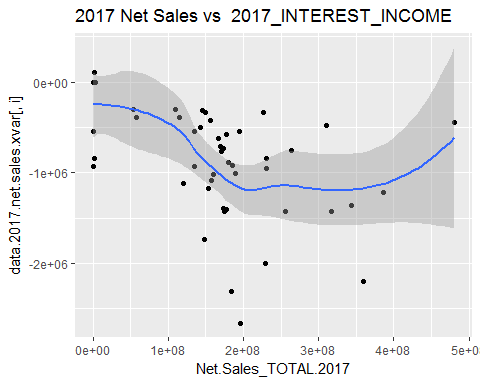 2017 Net Sales vs  2017_INTEREST_INCOME
data.2017.net.sales.xvar[, i]
0e+00
-1e+06
-2e+06
0e+00 1e+08 2e+08 3e+08 4e+08 5e+0
Net.Sales_TOTAL.2017